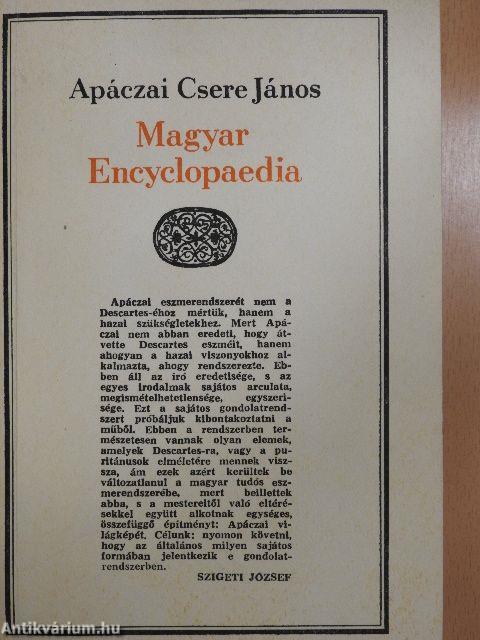 Apáczai Csere János
Magyar
Encyclopaedia
Apáczai eszmerendszerét nem a
Descartes-éhoz mértük, hanem a
hazai szükségletekhez. Mert Apá-
czai nem abban eredeti, hogy át-
vette Descartes eszméit, hanem
ahogyan a hazai viszonyokhoz al-
kalmazta, ahogy rendszerezte. Eb-
ben áll az író eredetisége, s az
egyes irodalmak sajátos arculata,
megismételhetetlensége, egyszeri-
sége. Ezt a sajátos gondolatrend-
szert próbáljuk kibontakoztatni a
műből. Ebben a rendszerben ter-
mészetesen vannak olyan elemek,
amelyek Descartes-ra, vagy a pu-
ritánusok elméletére mennek visz-
sza, ám ezek azért kerültek be
változatlanul a magyar tudós esz-
merendszerébe, mert beillettek
abba, s a mestereitől való eltéré-
sekkel együtt alkotnak egységes,
összefüggő építményt: Apáczai vi-
lágképét. Célunk: nyomon követni,
hogy az általános milyen sajátos
formában jelentkezik e gondolat-
rendszerben.
SZIGETI JÓZSEF
Antikvárium.hu